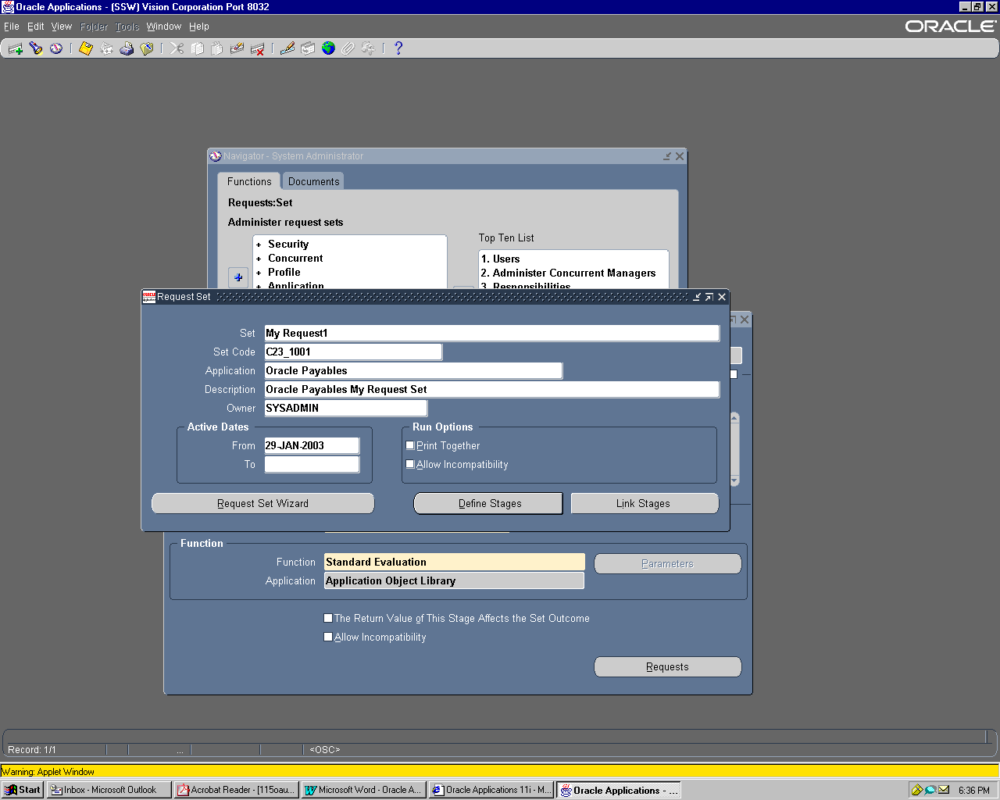 Oracle Applications - (SSW) Vision Corporation Port 8032
File Edit View Folder Tools Window Help
ORACLE
Navigator - System Administrator
Functions Documents
Requests:Set
Administer request sets
Top Ten List
+ Security
+ Concurrent
+ Profile
+ Application
1. Users
2. Administer Concurrent Managers
3. Responsibilities
Request Set
Set My Request1
Set Code C23_1001
Application Oracle Payables
Description Oracle Payables My Request Set
Owner SYSADMIN
Active Dates
From 29-JAN-2003
To
Run Options
Print Together
Allow Incompatibility
Request Set Wizard Define Stages Link Stages
Function
Function Standard Evaluation Parameters
Application Application Object Library
The Return Value of This Stage Affects the Set Outcome
Allow Incompatibility
Requests
Record: 1/1 ... <OSC>
Warning: Applet Window
Start Inbox - Microsoft Outlook Acrobat Reader - [115oau... Microsoft Word - Oracle A... Oracle Applications 11i - M... Oracle Applications - ... 6:36 PM